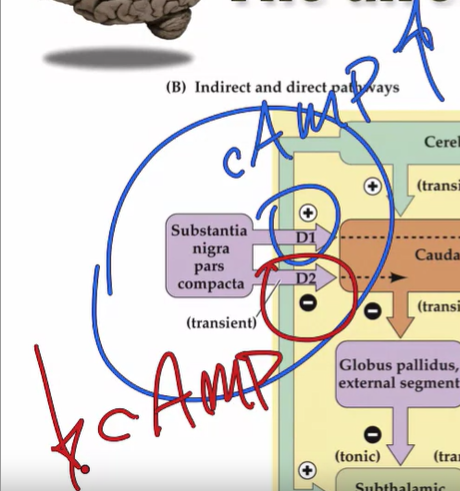 (B) Indirect and direct pathways
cAMP ↑
Cereb
+ (transi
Substantia
nigra
pars
compacta
+
D1
D2
−
(transient)
Cauda
− (transi
↓ cAMP
Globus pallidus,
external segment
−
(tonic) (tra
+
Subthalamic